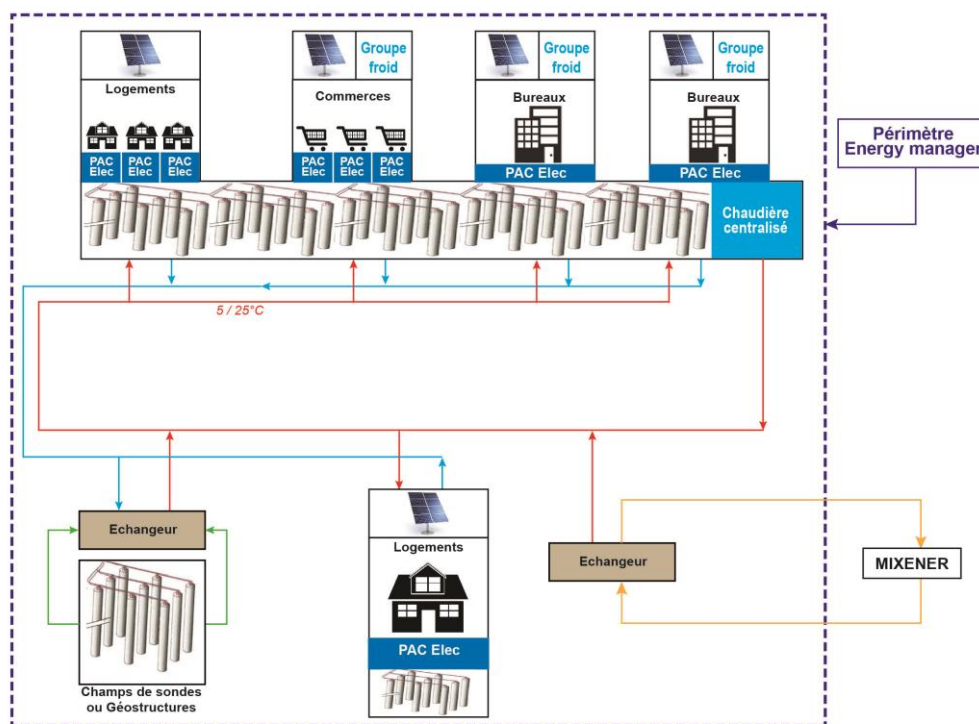 Groupe
froid
Groupe
froid
Groupe
froid
Logements
Commerces
Bureaux
Bureaux
PAC
Elec
PAC
Elec
PAC
Elec
PAC
Elec
PAC
Elec
PAC
Elec
PAC Elec
PAC Elec
Périmètre
Energy manager
Chaudière
centralisé
5 / 25°C
Echangeur
Logements
Echangeur
MIXENER
PAC Elec
Champs de sondes
ou Géostructures